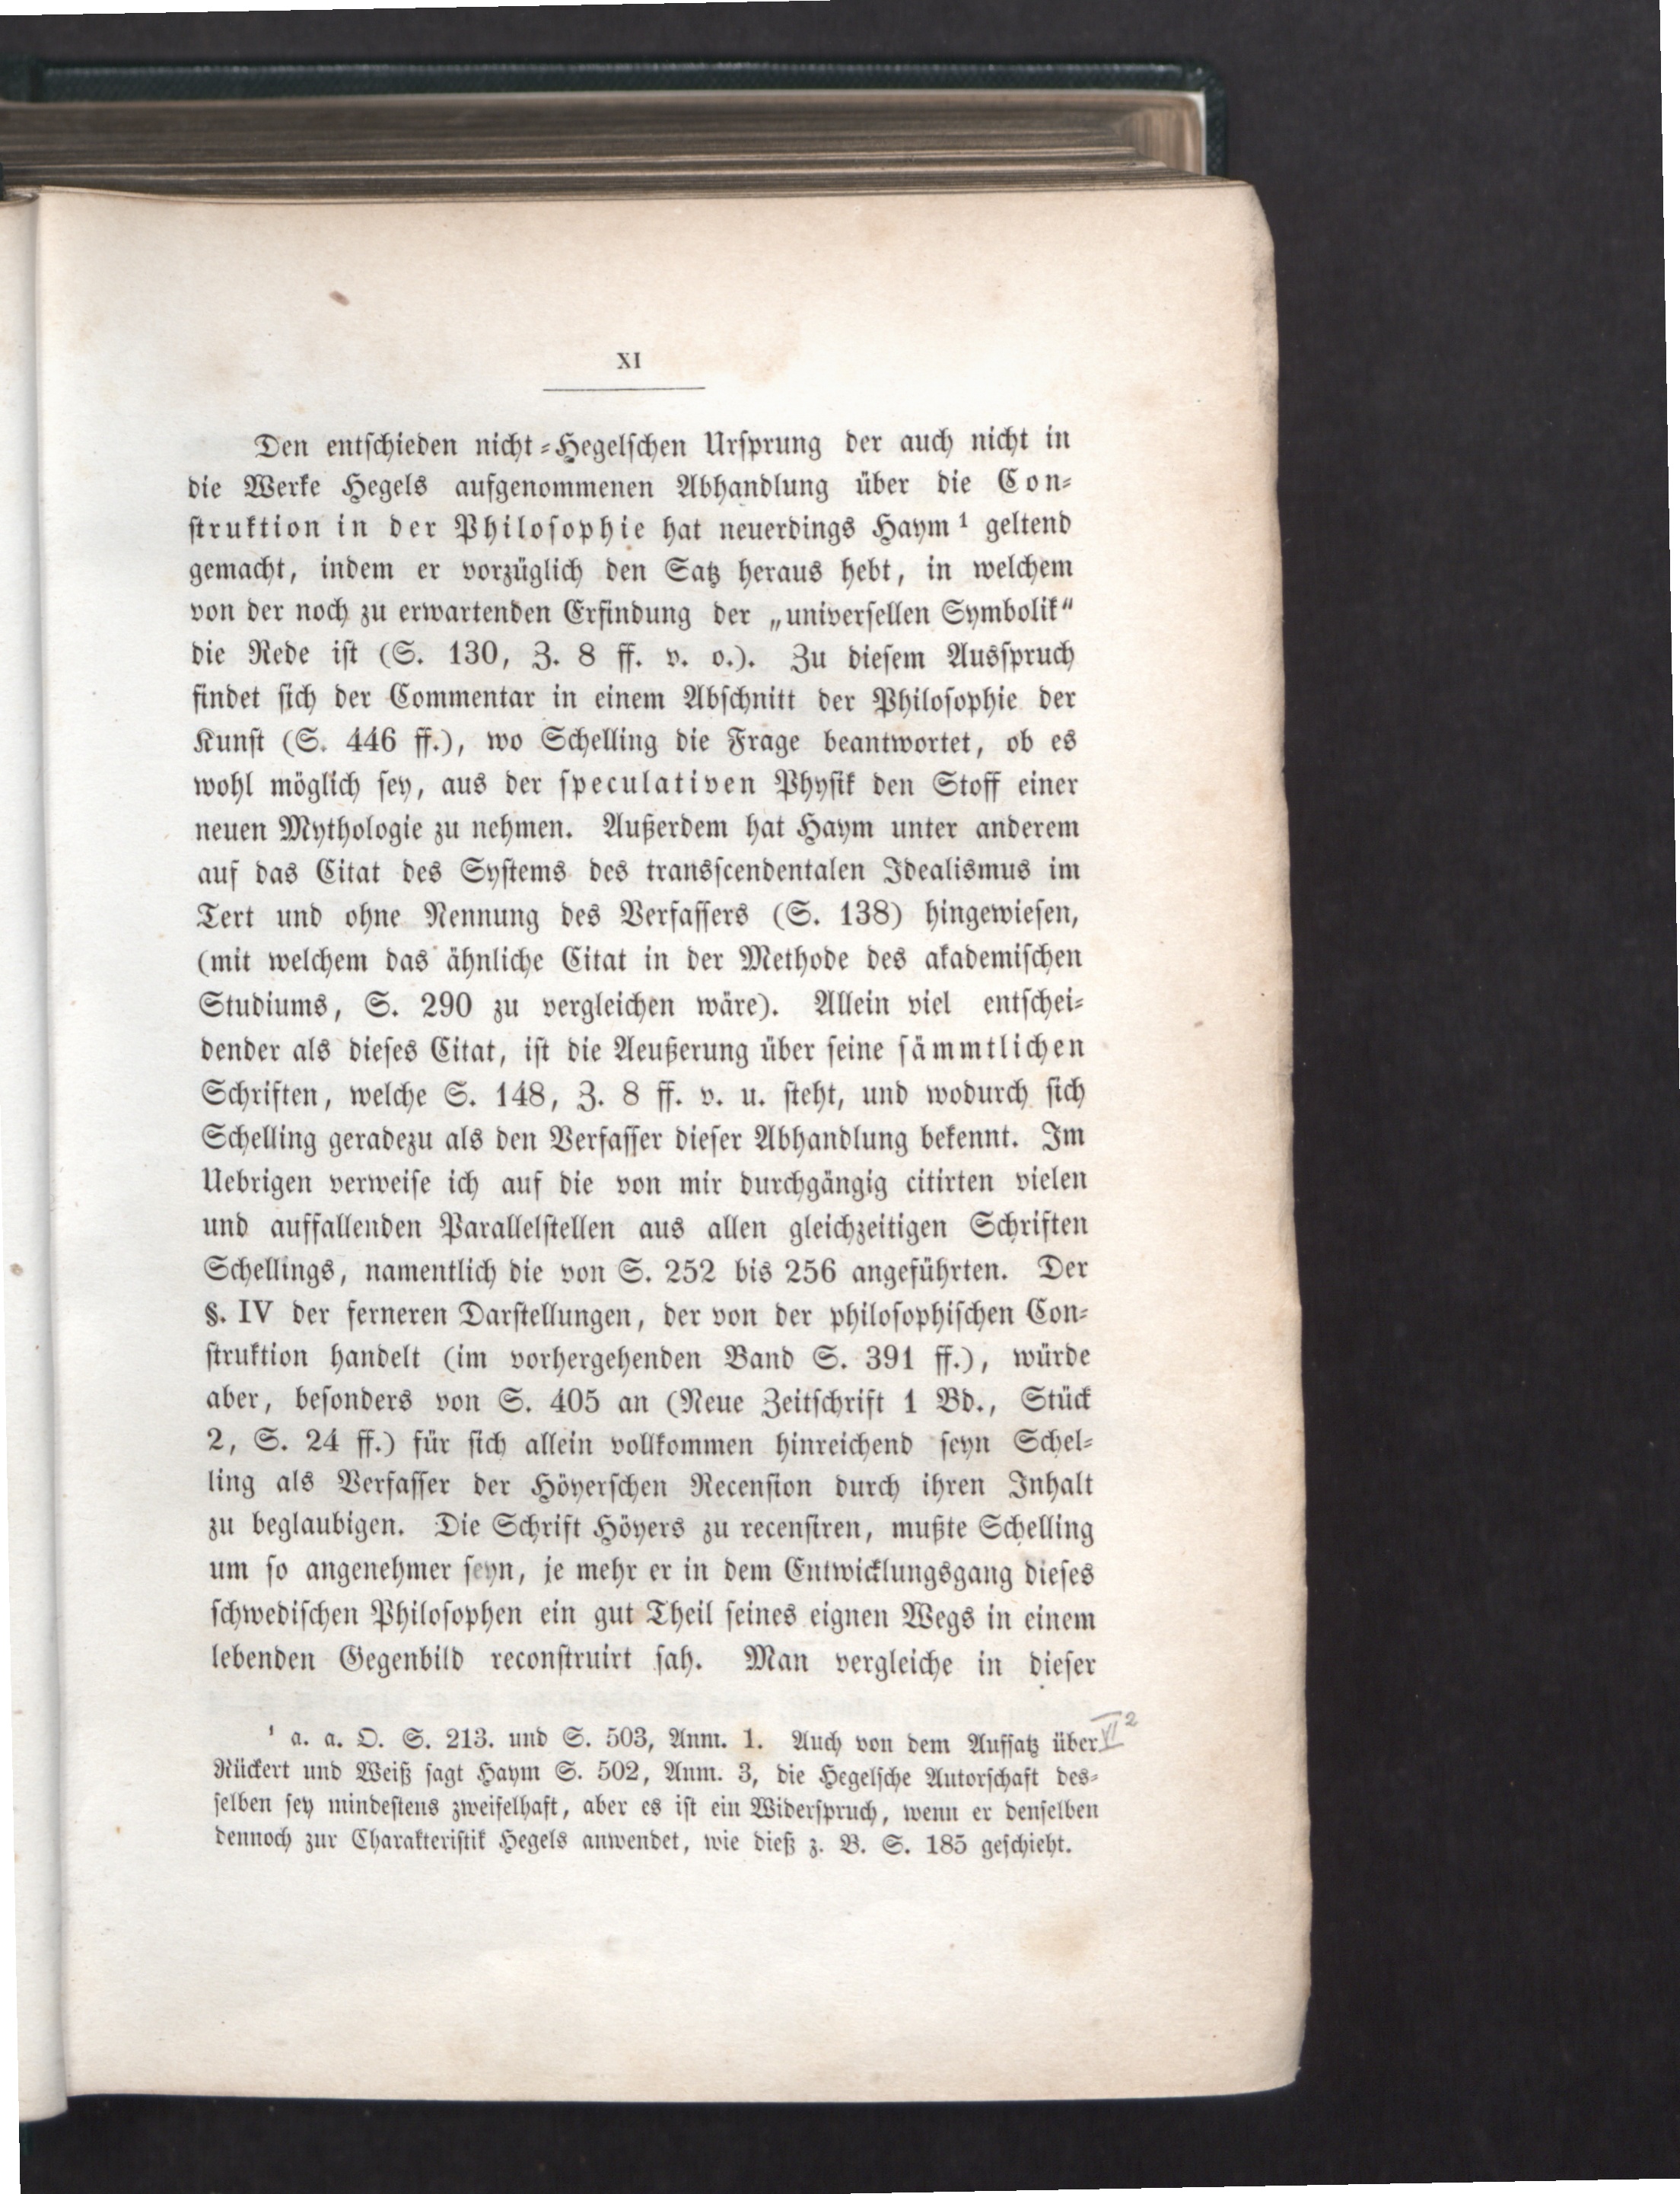 XI
Den entschieden nicht-Hegelschen Ursprung der auch nicht in
die Werke Hegels aufgenommenen Abhandlung über die Con-
struktion in der Philosophie hat neuerdings Haym ¹ geltend
gemacht, indem er vorzüglich den Satz heraus hebt, in welchem
von der noch zu erwartenden Erfindung der „universellen Symbolik“
die Rede ist (S. 130, Z. 8 ff. v. o.). Zu diesem Ausspruch
findet sich der Commentar in einem Abschnitt der Philosophie der
Kunst (S. 446 ff.), wo Schelling die Frage beantwortet, ob es
wohl möglich sey, aus der speculativen Physik den Stoff einer
neuen Mythologie zu nehmen. Außerdem hat Haym unter anderem
auf das Citat des Systems des transscendentalen Idealismus im
Text und ohne Nennung des Verfassers (S. 138) hingewiesen,
(mit welchem das ähnliche Citat in der Methode des akademischen
Studiums, S. 290 zu vergleichen wäre). Allein viel entschei-
dender als dieses Citat, ist die Aeußerung über seine sämmtlichen
Schriften, welche S. 148, Z. 8 ff. v. u. steht, und wodurch sich
Schelling geradezu als den Verfasser dieser Abhandlung bekennt. Im
Uebrigen verweise ich auf die von mir durchgängig citirten vielen
und auffallenden Parallelstellen aus allen gleichzeitigen Schriften
Schellings, namentlich die von S. 252 bis 256 angeführten. Der
§. IV der ferneren Darstellungen, der von der philosophischen Con-
struktion handelt (im vorhergehenden Band S. 391 ff.), würde
aber, besonders von S. 405 an (Neue Zeitschrift 1 Bd., Stück
2, S. 24 ff.) für sich allein vollkommen hinreichend seyn Schel-
ling als Verfasser der Höyerschen Recension durch ihren Inhalt
zu beglaubigen. Die Schrift Höyers zu recensiren, mußte Schelling
um so angenehmer seyn, je mehr er in dem Entwicklungsgang dieses
schwedischen Philosophen ein gut Theil seines eignen Wegs in einem
lebenden Gegenbild reconstruirt sah. Man vergleiche in dieser
¹ a. a. O. S. 213. und S. 503, Anm. 1. Auch von dem Aufsatz über VI²
Rückert und Weiß sagt Haym S. 502, Anm. 3, die Hegelsche Autorschaft des-
selben sey mindestens zweifelhaft, aber es ist ein Widerspruch, wenn er denselben
dennoch zur Charakteristik Hegels anwendet, wie dieß z. B. S. 185 geschieht.